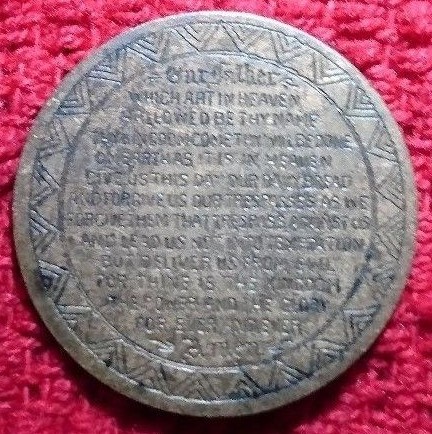 Our Father
WHICH ART IN HEAVEN
HALLOWED BE THY NAME
THY KINGDOM COME THY WILL BE DONE
ON EARTH AS IT IS IN HEAVEN
GIVE US THIS DAY OUR DAILY BREAD
AND FORGIVE US OUR TRESPASSES AS WE
FORGIVE THEM THAT TRESPASS AGAINST US
AND LEAD US NOT INTO TEMPTATION
BUT DELIVER US FROM EVIL
FOR THINE IS THE KINGDOM
THE POWER AND THE GLORY
FOR EVER AND EVER
Amen